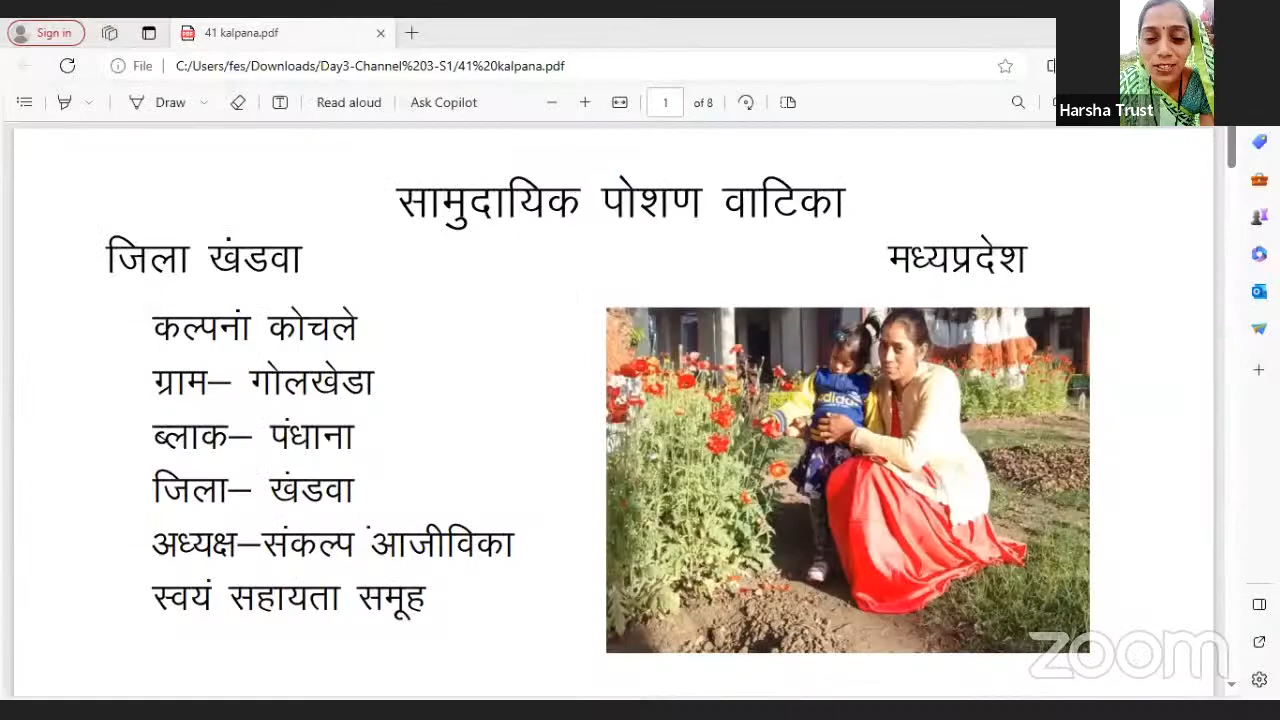 Sign in
41 kalpana.pdf
File
C:/Users/fes/Downloads/Day3-Channel%203-S1/41%20kalpana.pdf
Draw
Read aloud
Ask Copilot
1
of 8
Harsha Trust
सामुदायिक पोशण वाटिका
जिला खंडवा
मध्यप्रदेश
कल्पनां कोचले
ग्राम– गोलखेडा
ब्लाक– पंधाना
जिला– खंडवा
अध्यक्ष–संकल्प आंजीविका
स्वयं सहायता समूह
adidas
zoom